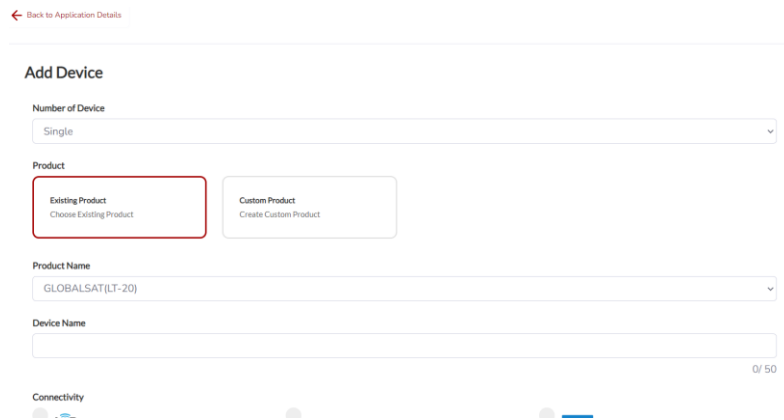 Back to Application Details
Add Device
Number of Device
Single
Product
Existing Product
Choose Existing Product
Custom Product
Create Custom Product
Product Name
GLOBALSAT(LT-20)
Device Name
0/ 50
Connectivity